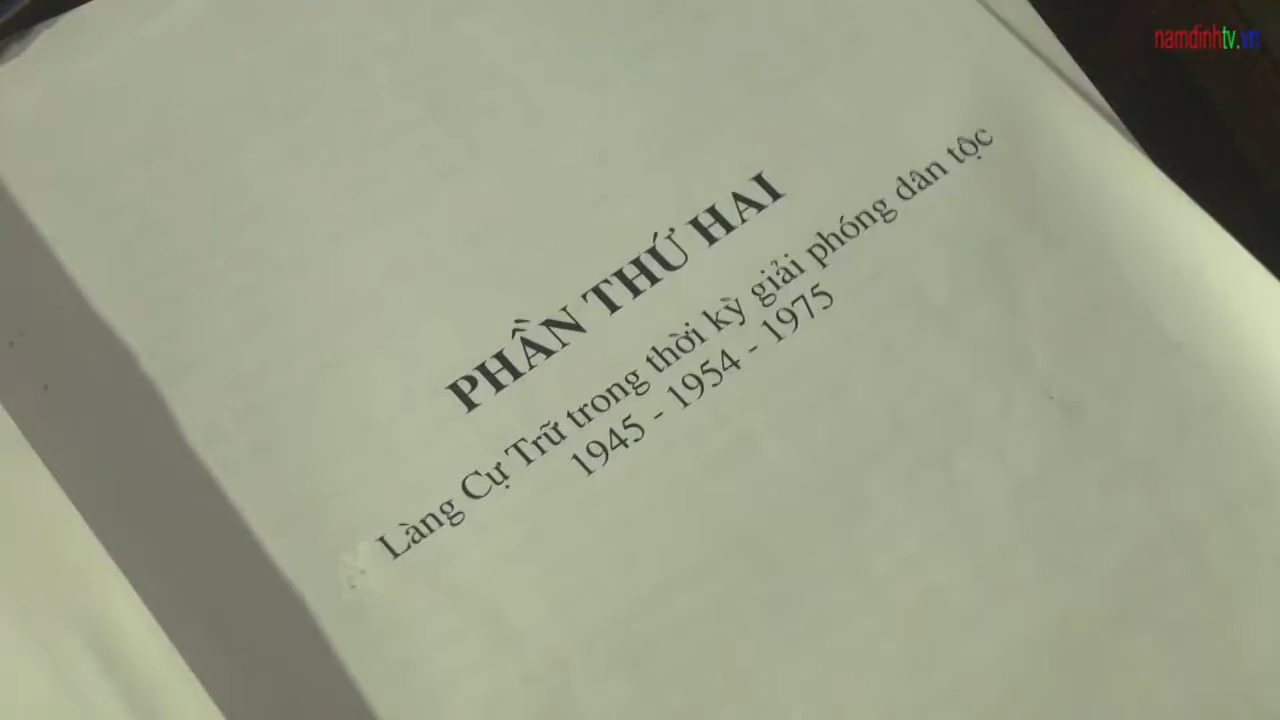 namdinhtv.vn
PHẦN THỨ HAI
Làng Cự Trữ trong thời kỳ giải phóng dân tộc
1945 - 1954 - 1975